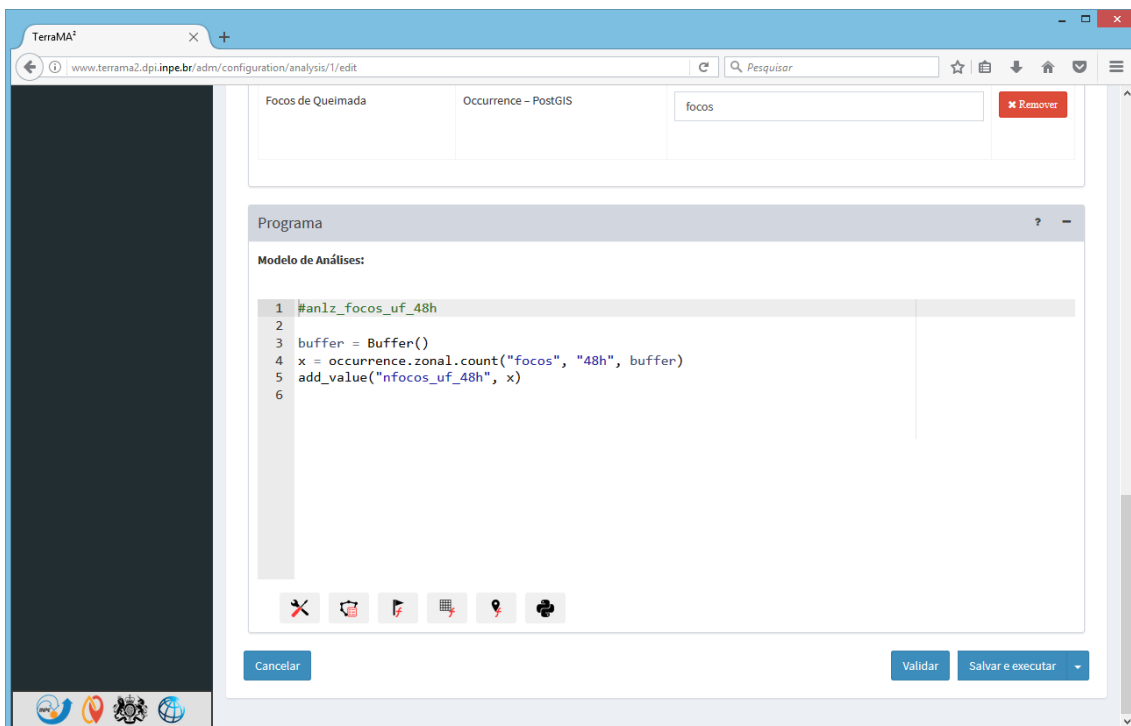 TerraMA²
www.terrama2.dpi.inpe.br/adm/configuration/analysis/1/edit
Pesquisar
Focos de Queimada Occurrence – PostGIS focos Remover
Programa ?
Modelo de Análises:
1 #anlz_focos_uf_48h
2
3 buffer = Buffer()
4 x = occurrence.zonal.count("focos", "48h", buffer)
5 add_value("nfocos_uf_48h", x)
6
Cancelar Validar Salvar e executar